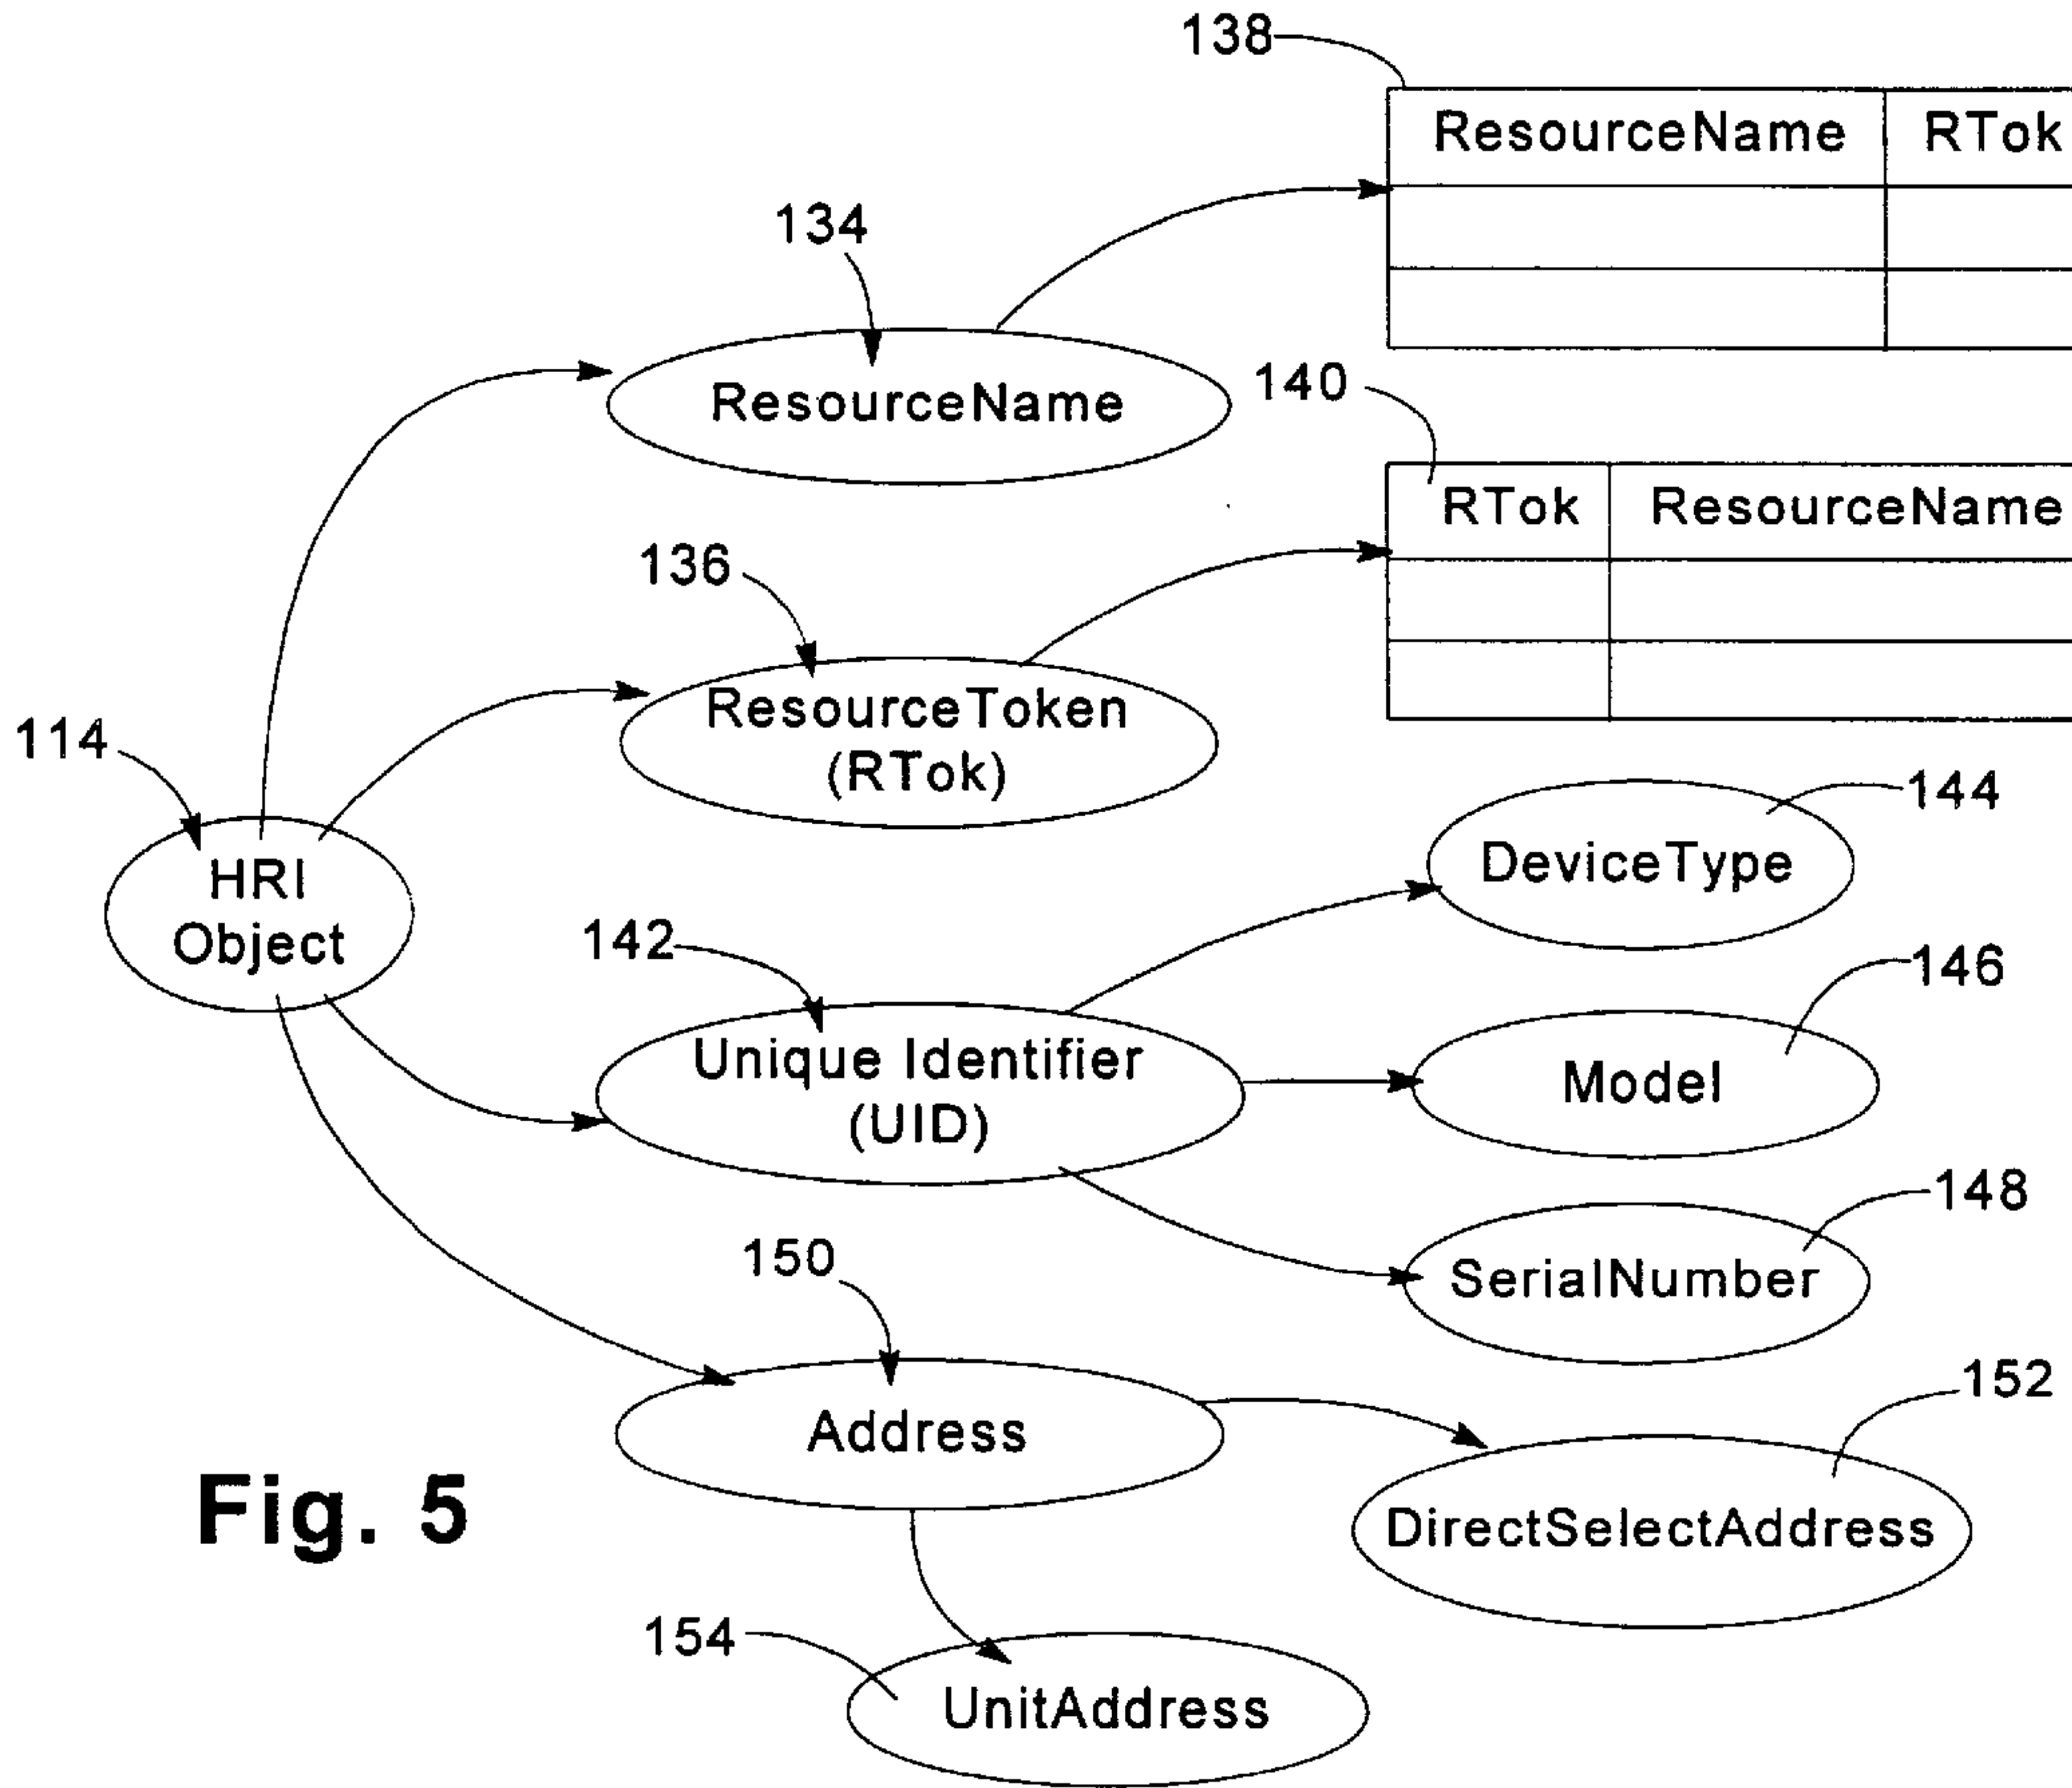 138
ResourceName RTok
134
ResourceName
140
RTok ResourceName
136
ResourceToken
(RTok)
114
HRI
Object
144
DeviceType
142
Unique Identifier
(UID)
146
Model
148
SerialNumber
150
Address
152
DirectSelectAddress
Fig. 5
154
UnitAddress